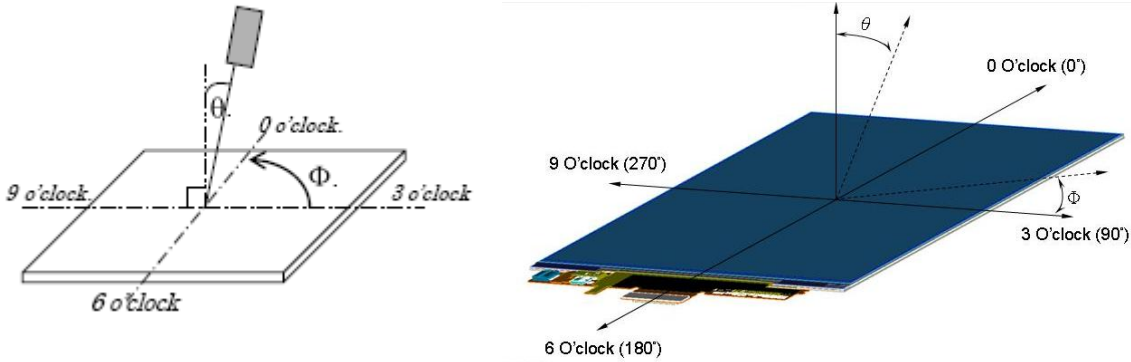 θ.
0 o'clock.
Φ.
9 o'clock.
3 o'clock
6 o'clock
θ
0 O'clock (0°)
9 O'clock (270°)
Φ
3 O'clock (90°)
6 O'clock (180°)